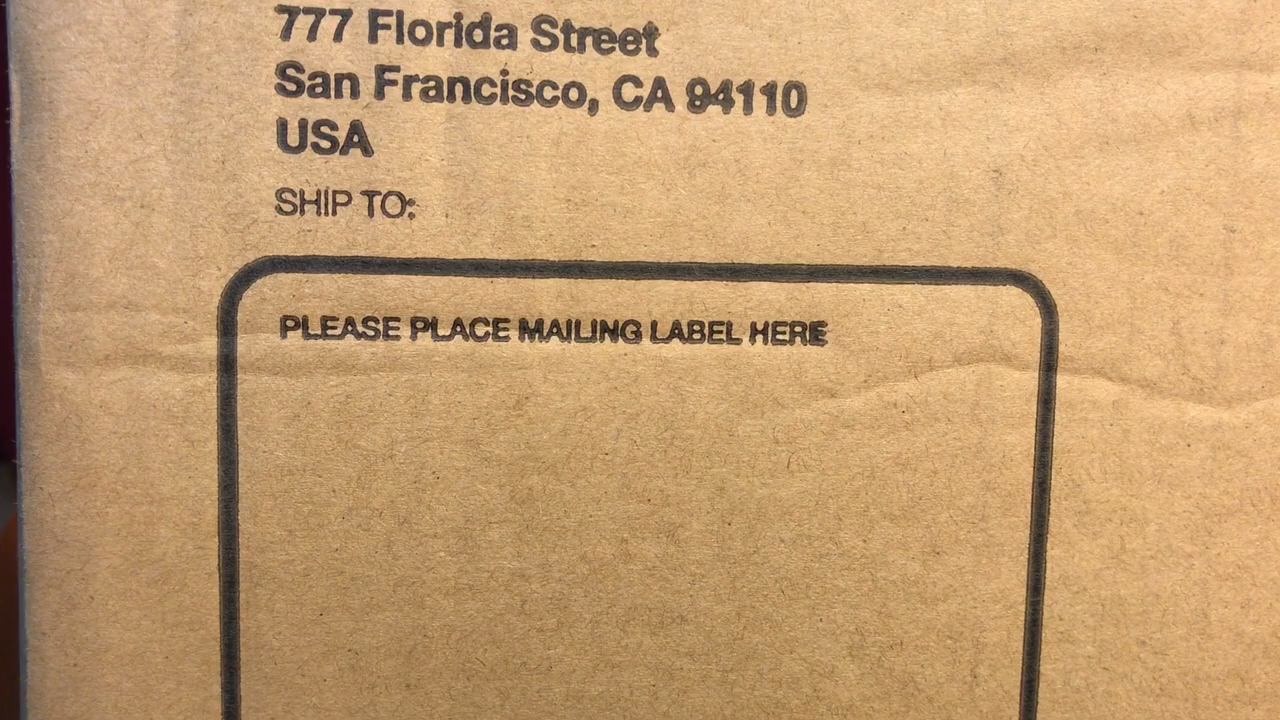 777 Florida Street
San Francisco, CA 94110
USA
SHIP TO:
PLEASE PLACE MAILING LABEL HERE